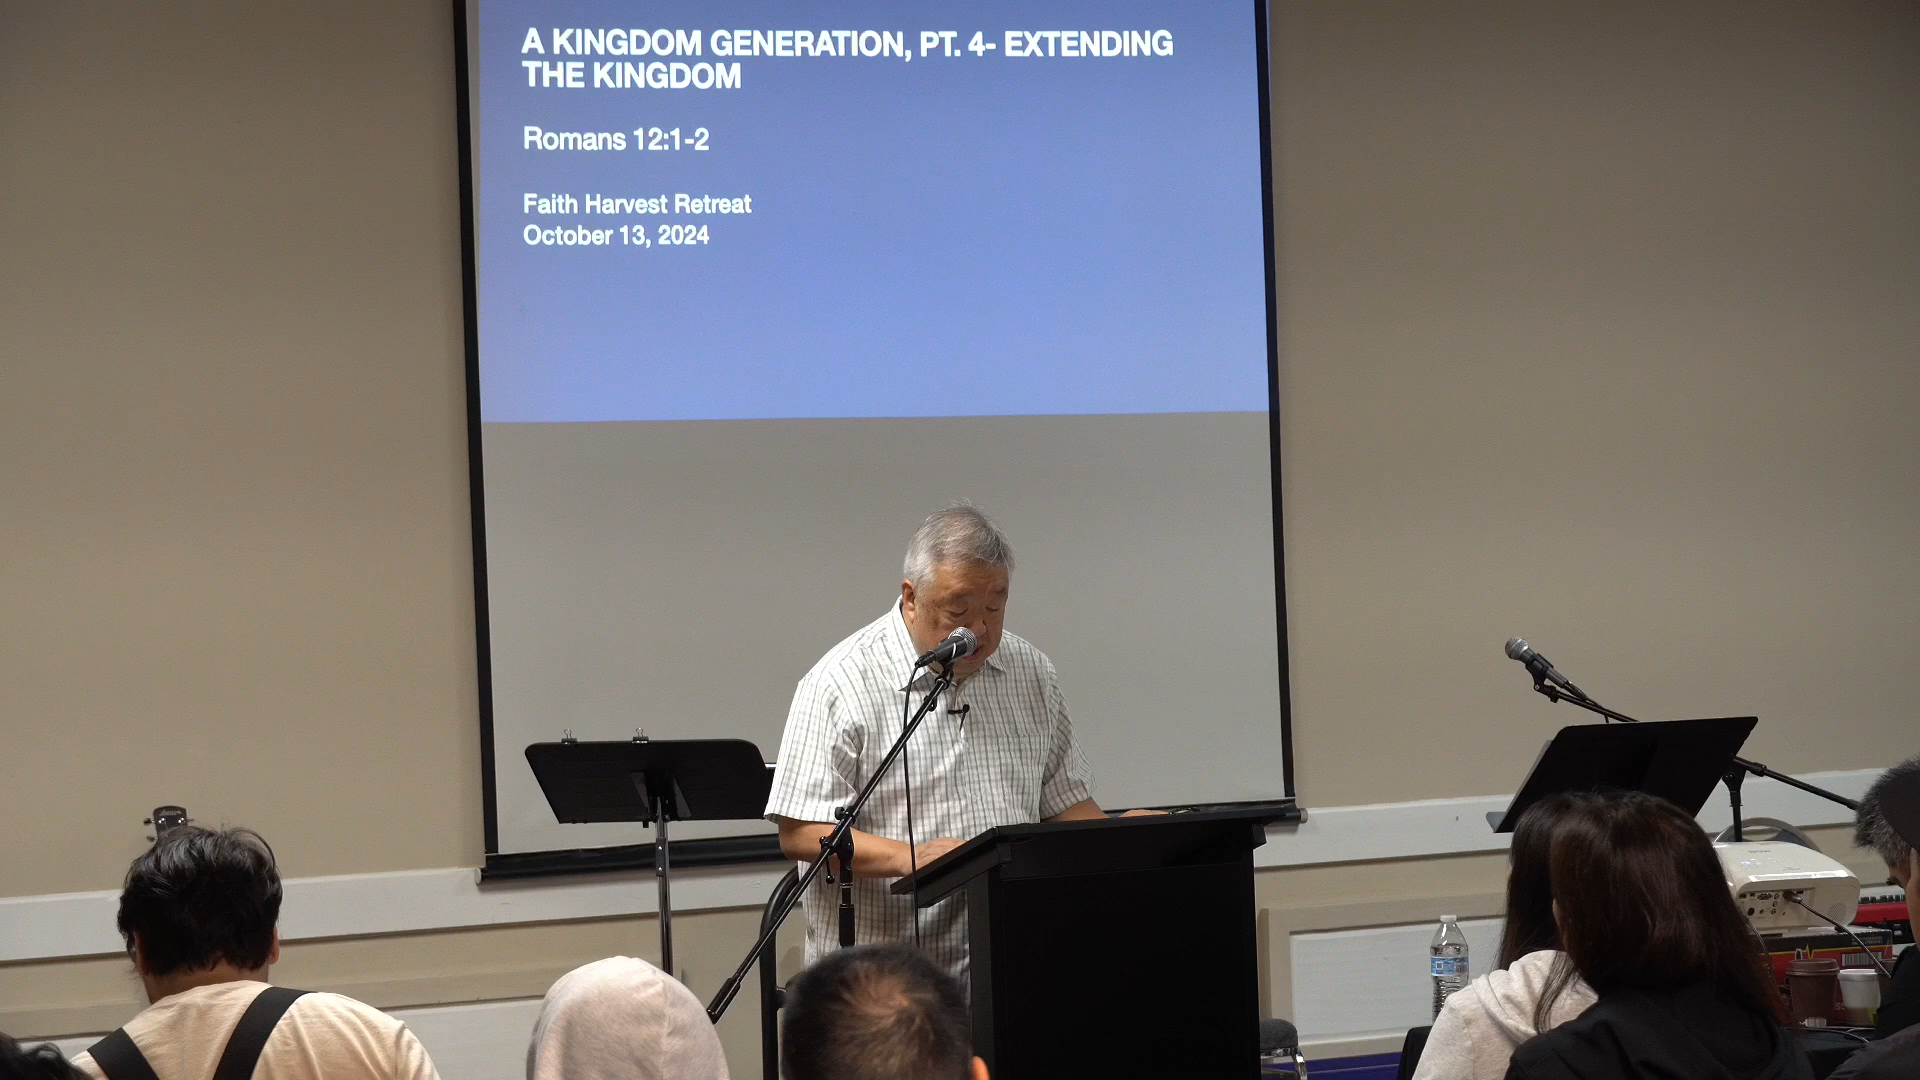 A KINGDOM GENERATION, PT. 4- EXTENDING
THE KINGDOM
Romans 12:1-2
Faith Harvest Retreat
October 13, 2024